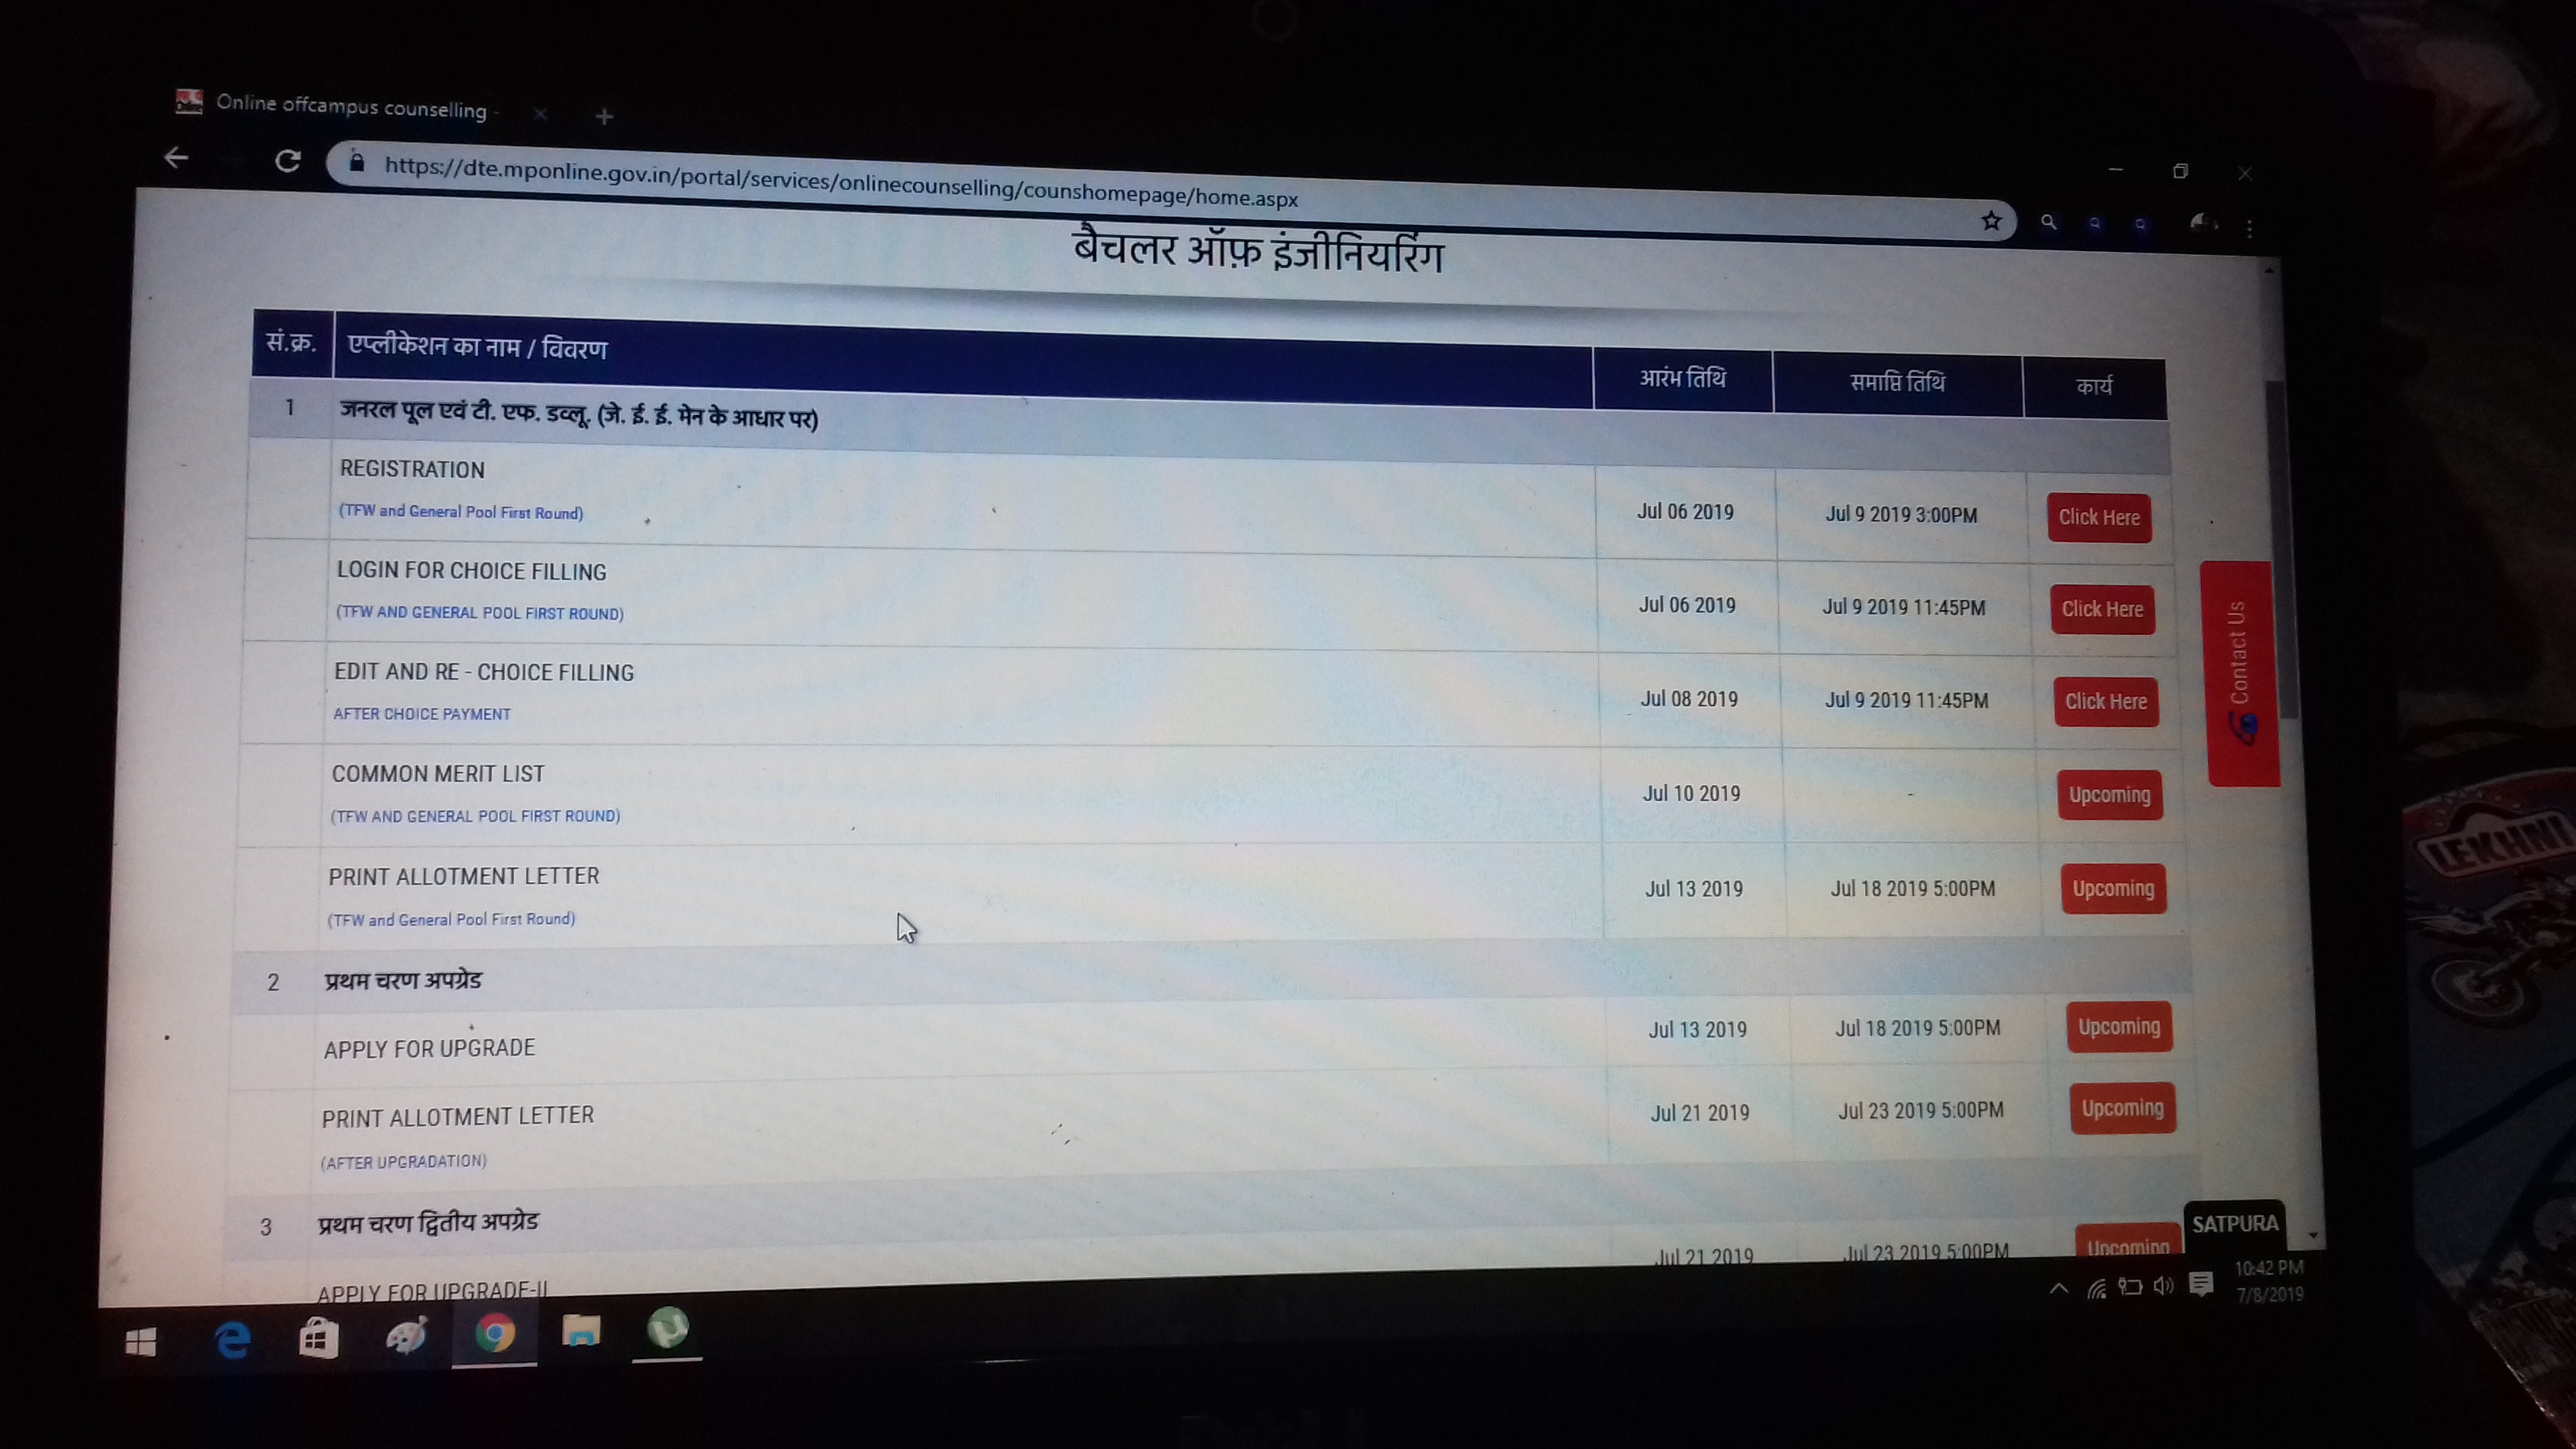 Online offcampus counselling -
https://dte.mponline.gov.in/portal/services/onlinecounselling/counshomepage/home.aspx
बैचलर ऑफ़ इंजीनियरिंग
सं.क्र. एप्लीकेशन का नाम / विवरण आरंभ तिथि समाप्ति तिथि कार्य
1 जनरल पूल एवं टी. एफ. डव्लू. (जे. ई. ई. मेन के आधार पर)
REGISTRATION
(TFW and General Pool First Round) Jul 06 2019 Jul 9 2019 3:00PM Click Here
LOGIN FOR CHOICE FILLING
(TFW AND GENERAL POOL FIRST ROUND) Jul 06 2019 Jul 9 2019 11:45PM Click Here
EDIT AND RE - CHOICE FILLING
AFTER CHOICE PAYMENT Jul 08 2019 Jul 9 2019 11:45PM Click Here
COMMON MERIT LIST
(TFW AND GENERAL POOL FIRST ROUND) Jul 10 2019 - Upcoming
PRINT ALLOTMENT LETTER
(TFW and General Pool First Round) Jul 13 2019 Jul 18 2019 5:00PM Upcoming
2 प्रथम चरण अपग्रेड
APPLY FOR UPGRADE Jul 13 2019 Jul 18 2019 5:00PM Upcoming
PRINT ALLOTMENT LETTER
(AFTER UPGRADATION) Jul 21 2019 Jul 23 2019 5:00PM Upcoming
3 प्रथम चरण द्वितीय अपग्रेड
APPLY FOR UPGRADE-II Jul 21 2019 Jul 23 2019 5:00PM Upcoming
Contact Us
SATPURA
10:42 PM
7/8/2019
LEKHNI